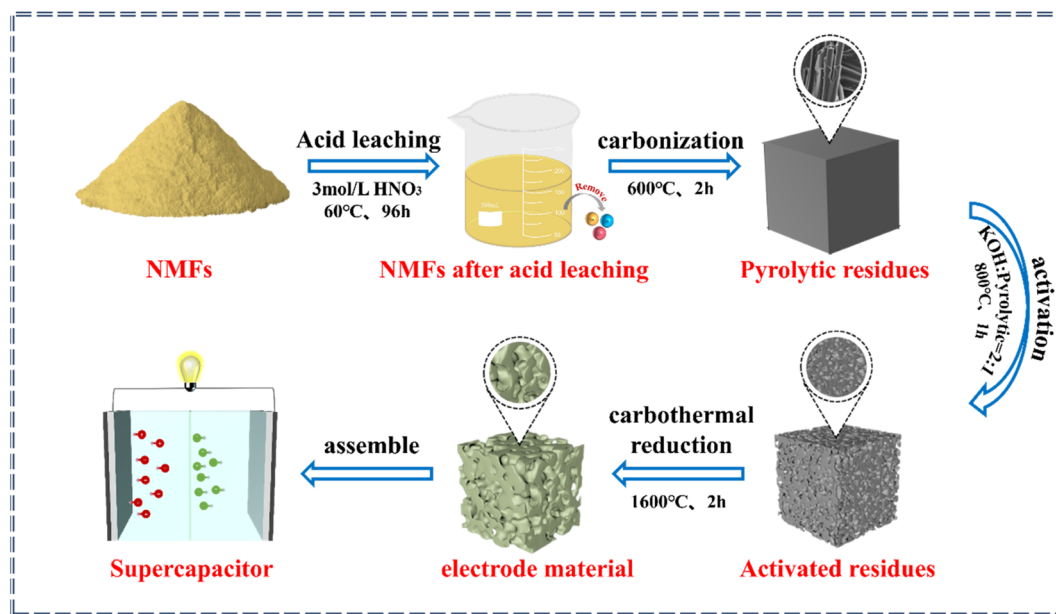 Acid leaching
3mol/L HNO₃
60℃、96h
carbonization
600℃、2h
Remove
NMFs
NMFs after acid leaching
Pyrolytic residues
activation
KOH:Pyrolytic=2:1
800℃、 1h
carbothermal
reduction
1600℃、2h
assemble
Supercapacitor
electrode material
Activated residues